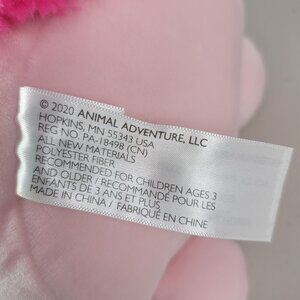 © 2020 ANIMAL ADVENTURE, LLC
HOPKINS, MN 55343 USA
REG NO. PA-18498 (CN)
ALL NEW MATERIALS
POLYESTER FIBER
RECOMMENDED FOR CHILDREN AGES 3
AND OLDER / RECOMMANDÉ POUR LES
ENFANTS DE 3 ANS ET PLUS
MADE IN CHINA / FABRIQUÉ EN CHINE